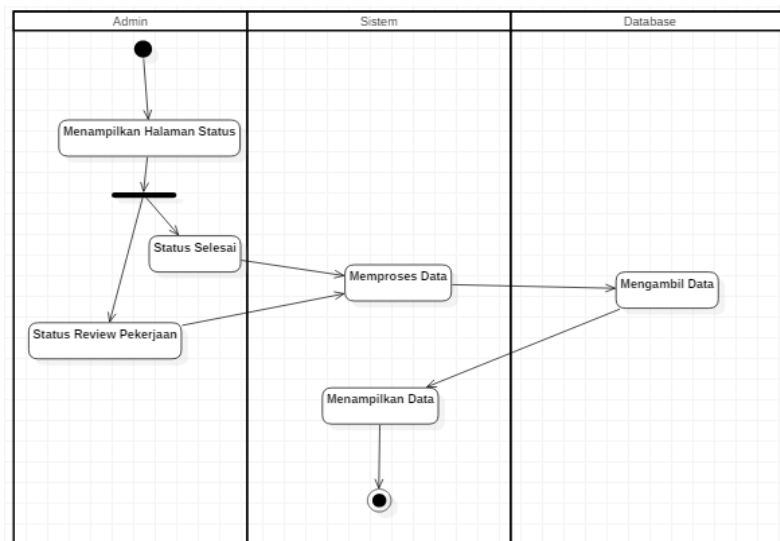 Admin
Sistem
Database
Menampilkan Halaman Status
Status Selesai
Memproses Data
Mengambil Data
Status Review Pekerjaan
Menampilkan Data